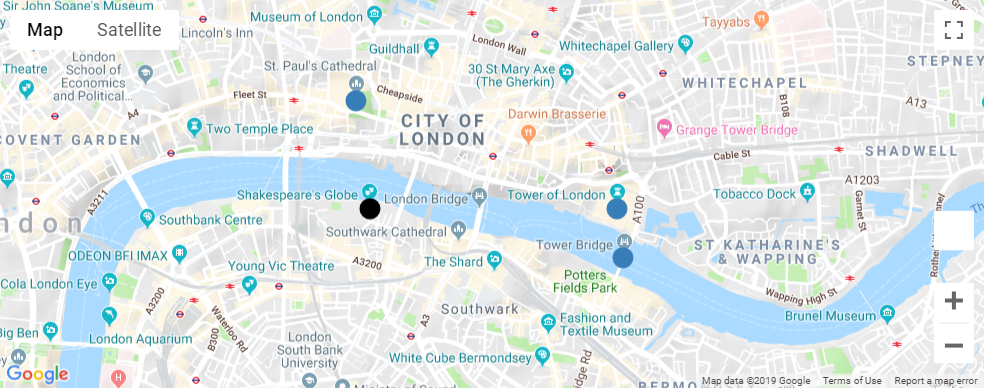 Sir John Soane's Museum
Map
Satellite
Lincoln's Inn
Museum of London
London Wall
Tayyabs
Guildhall
Whitechapel Gallery
STEPNEY
Theatre
London
School of
Economics
and Political...
St. Paul's Cathedral
30 St Mary Axe
(The Gherkin)
WHITECHAPEL
Fleet St
Cheapside
B108
A13
A4
Two Temple Place
CITY OF
LONDON
Darwin Brasserie
Grange Tower Bridge
COVENT GARDEN
Cable St
SHADWELL
A3211
Shakespeare's Globe
London Bridge
Tower of London
A100
Tobacco Dock
A1203
Garnet St
ndon
Southbank Centre
Southwark Cathedral
Tower Bridge
ST KATHARINE'S
& WAPPING
ODEON BFI IMAX
Young Vic Theatre
A3200
The Shard
Potters
Fields Park
Cola London Eye
A3200
Wapping High St
Waterloo Rd
B300
A3
Southwark
Brunel Museum
Big Ben
London Aquarium
London
South Bank
University
Fashion and
Textile Museum
White Cube Bermondsey
Google
Map data ©2019 Google
Terms of Use
Report a map error